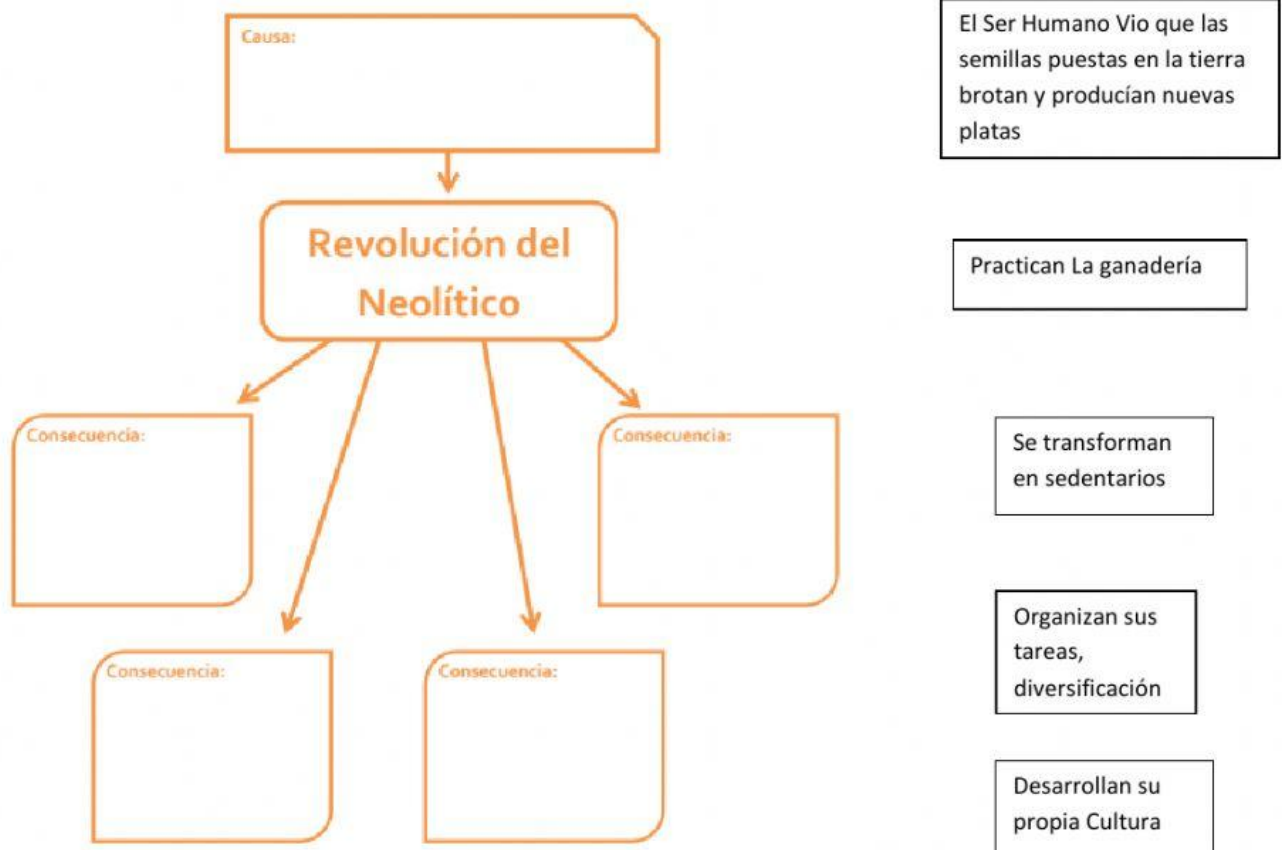 Causa:
Revolución del
Neolítico
Consecuencia:
Consecuencia:
Consecuencia:
Consecuencia:
El Ser Humano Vio que las
semillas puestas en la tierra
brotan y producían nuevas
platas
Practican La ganadería
Se transforman
en sedentarios
Organizan sus
tareas,
diversificación
Desarrollan su
propia Cultura